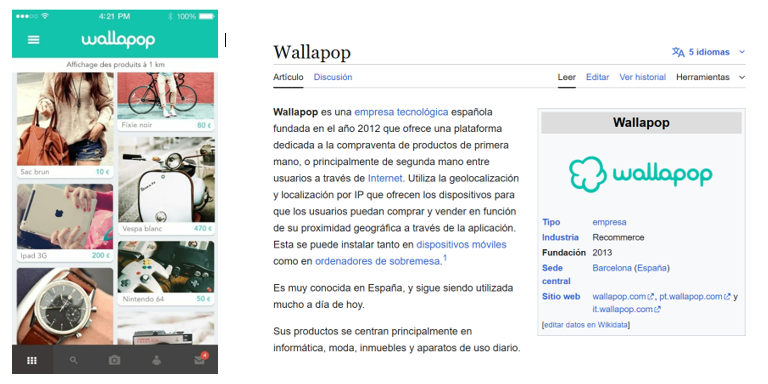 4:21 PM 100%
wallapop
Affichage des produits à 1 km
Sac brun 10 €
Fixie noir 80 €
Ipad 3G 200 €
Vespa blanc 470 €
Nintendo 64 50 €
4
Wallapop
5 idiomas
Artículo Discusión Leer Editar Ver historial Herramientas
Wallapop es una empresa tecnológica española
fundada en el año 2012 que ofrece una plataforma
dedicada a la compraventa de productos de primera
mano, o principalmente de segunda mano entre
usuarios a través de Internet. Utiliza la geolocalización
y localización por IP que ofrecen los dispositivos para
que los usuarios puedan comprar y vender en función
de su proximidad geográfica a través de la aplicación.
Esta se puede instalar tanto en dispositivos móviles
como en ordenadores de sobremesa.1
Es muy conocida en España, y sigue siendo utilizada
mucho a día de hoy.
Sus productos se centran principalmente en
informática, moda, inmuebles y aparatos de uso diario.
Wallapop
wallapop
Tipo empresa
Industria Recommerce
Fundación 2013
Sede Barcelona (España)
central
Sitio web wallapop.com, pt.wallapop.com y
it.wallapop.com
[editar datos en Wikidata]